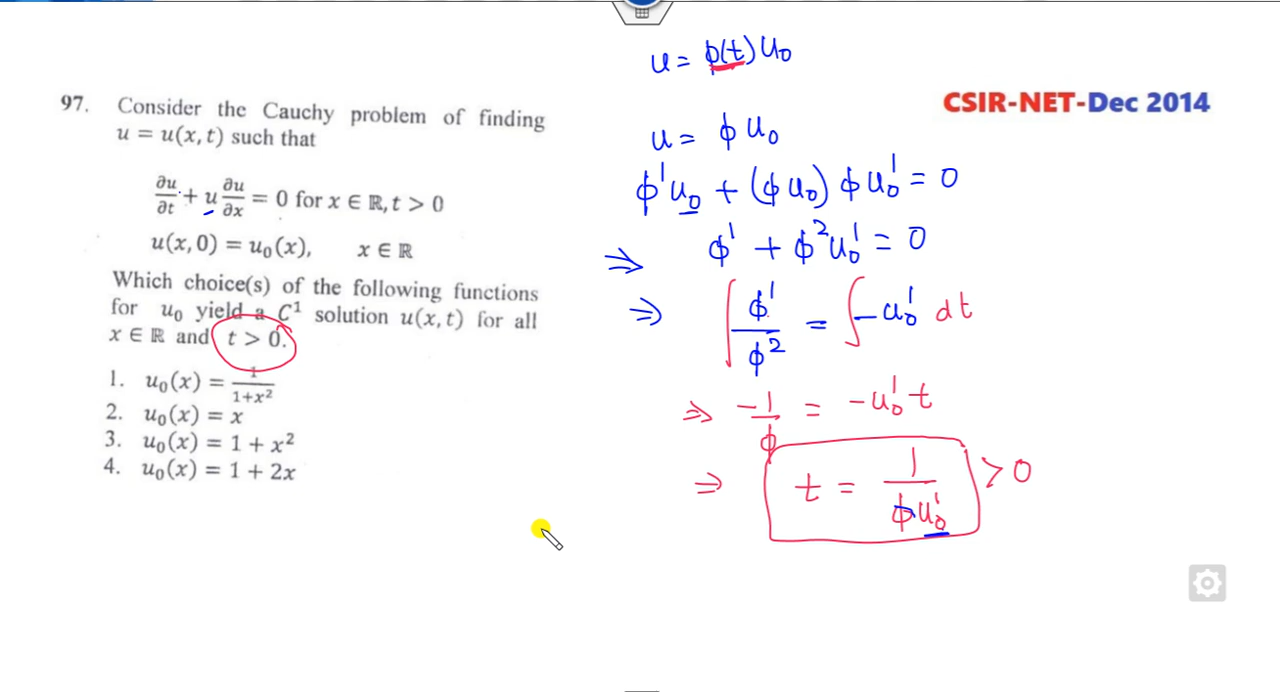 97. Consider the Cauchy problem of finding
u = u(x, t) such that
∂u/∂t + u ∂u/∂x = 0 for x ∈ ℝ, t > 0
u(x, 0) = u₀(x), x ∈ ℝ
Which choice(s) of the following functions
for u₀ yield a C¹ solution u(x, t) for all
x ∈ ℝ and t > 0.
1. u₀(x) = 1/(1+x²)
2. u₀(x) = x
3. u₀(x) = 1 + x²
4. u₀(x) = 1 + 2x
u = ϕ(t) u₀
CSIR-NET-Dec 2014
u = ϕ u₀
ϕ' u₀ + (ϕ u₀) ϕ u₀' = 0
⇒ ϕ' + ϕ² u₀' = 0
⇒ ∫ ϕ'/ϕ² = ∫ -u₀' dt
⇒ -1/ϕ = -u₀' t
⇒ t = 1/(ϕ u₀') > 0